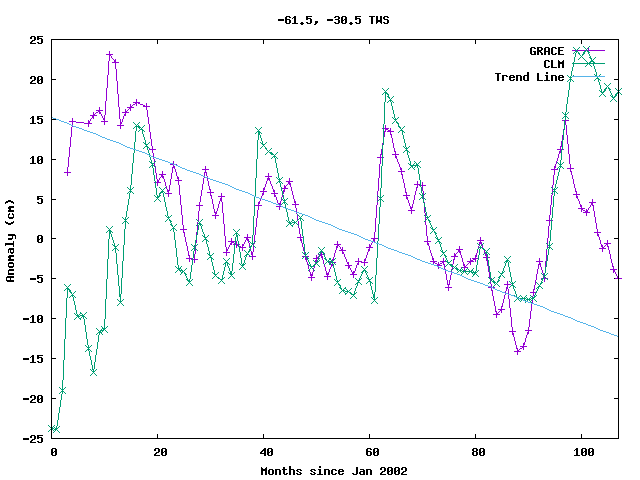 -61.5, -30.5 TWS
GRACE
CLM
Trend Line
25
20
15
10
5
0
-5
-10
-15
-20
-25
Anomaly (cm)
0 20 40 60 80 100
Months since Jan 2002